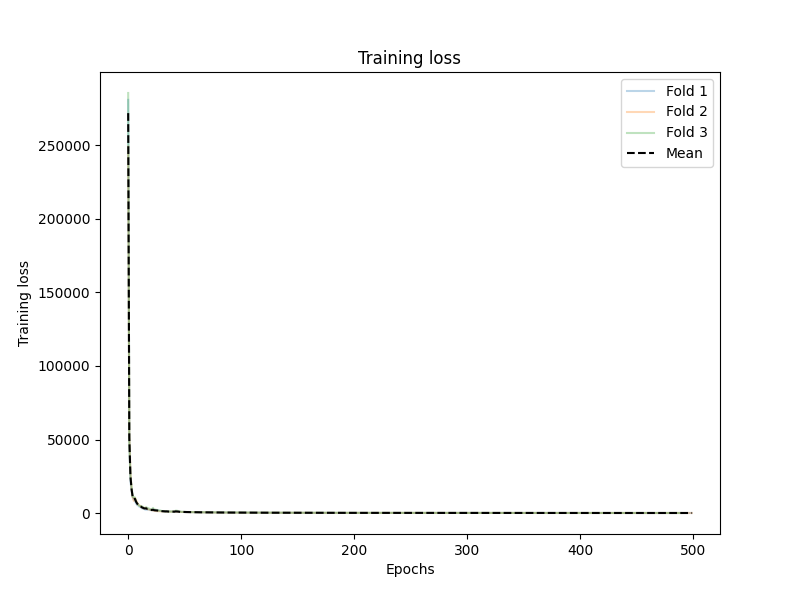 Training loss
Fold 1
Fold 2
Fold 3
Mean
Training loss
250000
200000
150000
100000
50000
0
0 100 200 300 400 500
Epochs